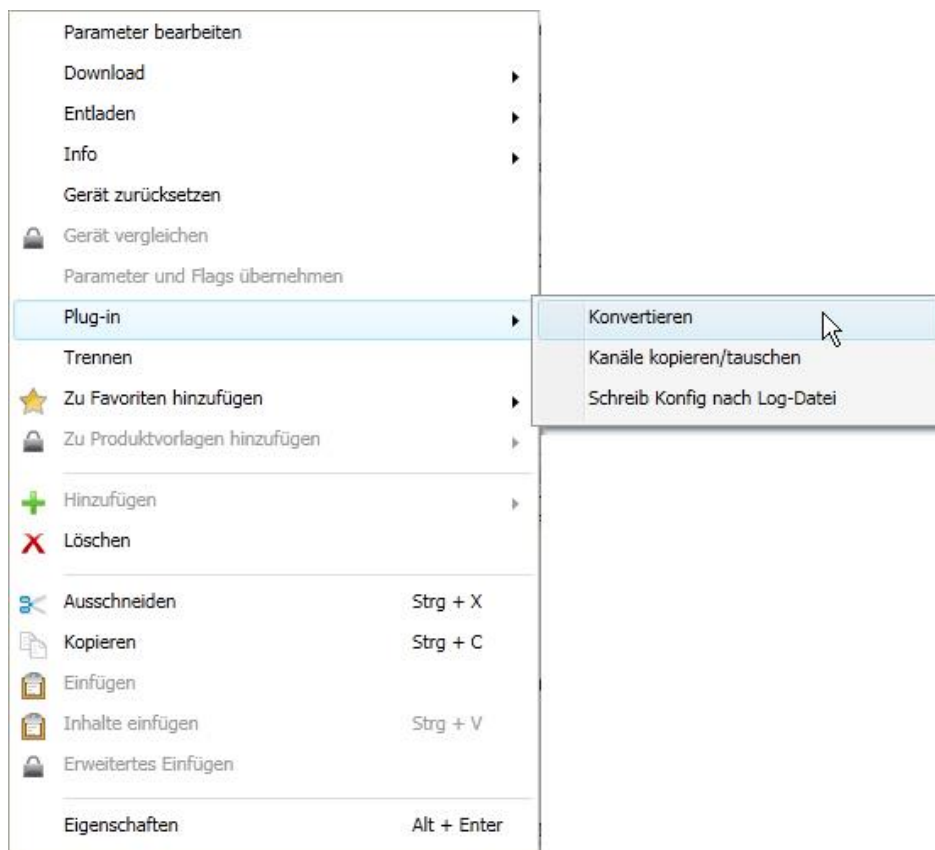 Parameter bearbeiten
Download
Entladen
Info
Gerät zurücksetzen
Gerät vergleichen
Parameter und Flags übernehmen
Plug-in
Konvertieren
Trennen
Kanäle kopieren/tauschen
Zu Favoriten hinzufügen
Schreib Konfig nach Log-Datei
Zu Produktvorlagen hinzufügen
Hinzufügen
Löschen
Ausschneiden Strg + X
Kopieren Strg + C
Einfügen
Inhalte einfügen Strg + V
Erweitertes Einfügen
Eigenschaften Alt + Enter